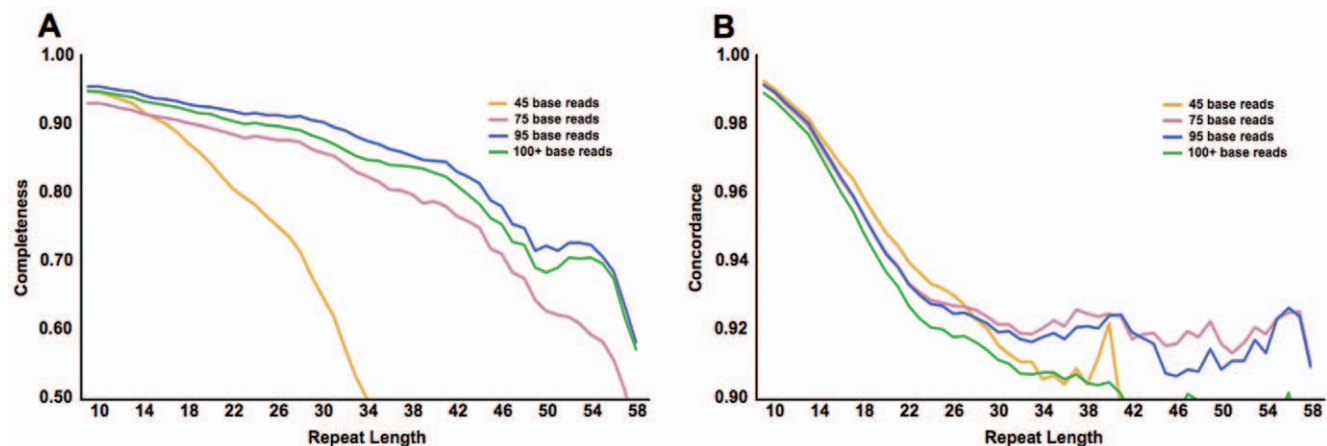 A
1.00
0.90
0.80
0.70
0.60
0.50
Completeness
45 base reads
75 base reads
95 base reads
100+ base reads
10 14 18 22 26 30 34 38 42 46 50 54 58
Repeat Length
B
1.00
0.98
0.96
0.94
0.92
0.90
Concordance
45 base reads
75 base reads
95 base reads
100+ base reads
10 14 18 22 26 30 34 38 42 46 50 54 58
Repeat Length